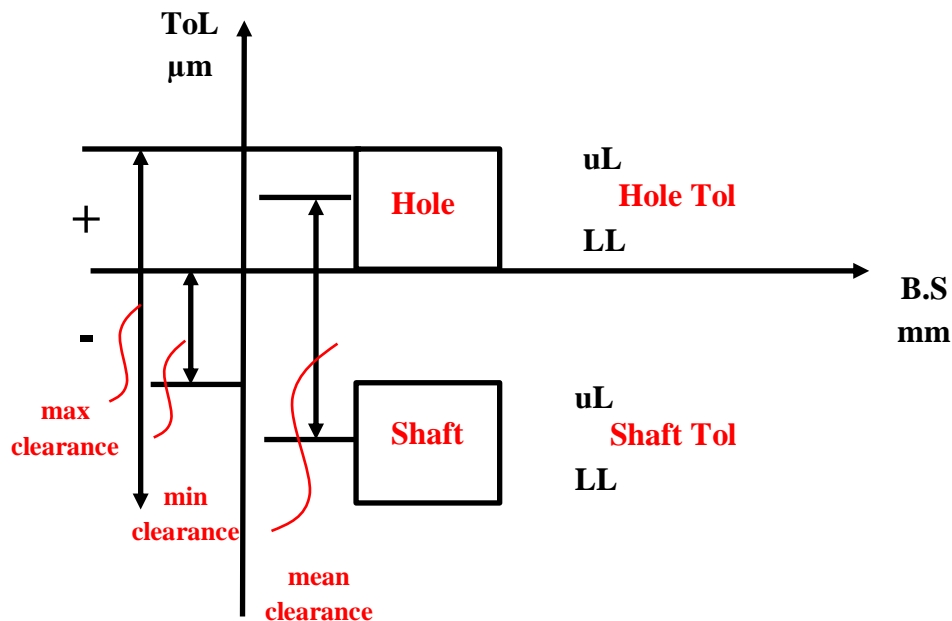 ToL
µm
uL
Hole Tol
Hole
LL
+
B.S
mm
-
uL
max
clearance
Shaft
Shaft Tol
LL
min
clearance
mean
clearance